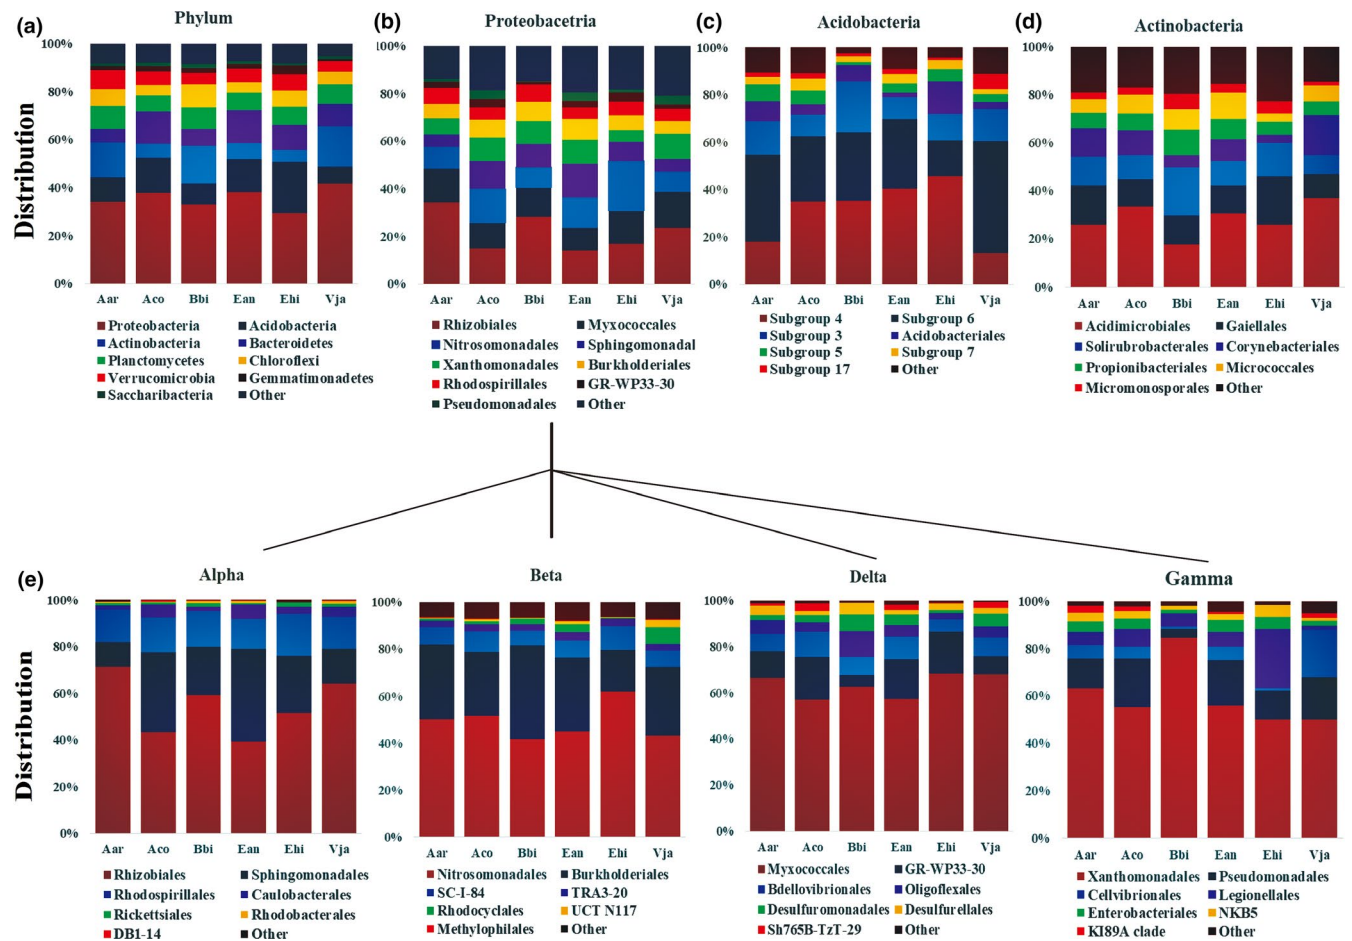 (a) Phylum
(b) Proteobacetria
(c) Acidobacteria
(d) Actinobacteria
Distribution
100%
80%
60%
40%
20%
0%
Aar Aco Bbi Ean Ehi Vja
Proteobacteria Acidobacteria
Actinobacteria Bacteroidetes
Planctomycetes Chloroflexi
Verrucomicrobia Gemmatimonadetes
Saccharibacteria Other
100%
80%
60%
40%
20%
0%
Aar Aco Bbi Ean Ehi Vja
Rhizobiales Myxococcales
Nitrosomonadales Sphingomonadal
Xanthomonadales Burkholderiales
Rhodospirillales GR-WP33-30
Pseudomonadales Other
100%
80%
60%
40%
20%
0%
Aar Aco Bbi Ean Ehi Vja
Subgroup 4 Subgroup 6
Subgroup 3 Acidobacteriales
Subgroup 5 Subgroup 7
Subgroup 17 Other
100%
80%
60%
40%
20%
0%
Aar Aco Bbi Ean Ehi Vja
Acidimicrobiales Gaiellales
Solirubrobacterales Corynebacteriales
Propionibacteriales Micrococcales
Micromonosporales Other
(e) Alpha
Beta
Delta
Gamma
Distribution
100%
80%
60%
40%
20%
0%
Aar Aco Bbi Ean Ehi Vja
Rhizobiales Sphingomonadales
Rhodospirillales Caulobacterales
Rickettsiales Rhodobacterales
DB1-14 Other
100%
80%
60%
40%
20%
0%
Aar Aco Bbi Ean Ehi Vja
Nitrosomonadales Burkholderiales
SC-I-84 TRA3-20
Rhodocyclales UCT N117
Methylophilales Other
100%
80%
60%
40%
20%
0%
Aar Aco Bbi Ean Ehi Vja
Myxococcales GR-WP33-30
Bdellovibrionales Oligoflexales
Desulfuromonadales Desulfurellales
Sh765B-TzT-29 Other
100%
80%
60%
40%
20%
0%
Aar Aco Bbi Ean Ehi Vja
Xanthomonadales Pseudomonadales
Cellvibrionales Legionellales
Enterobacteriales NKB5
KI89A clade Other